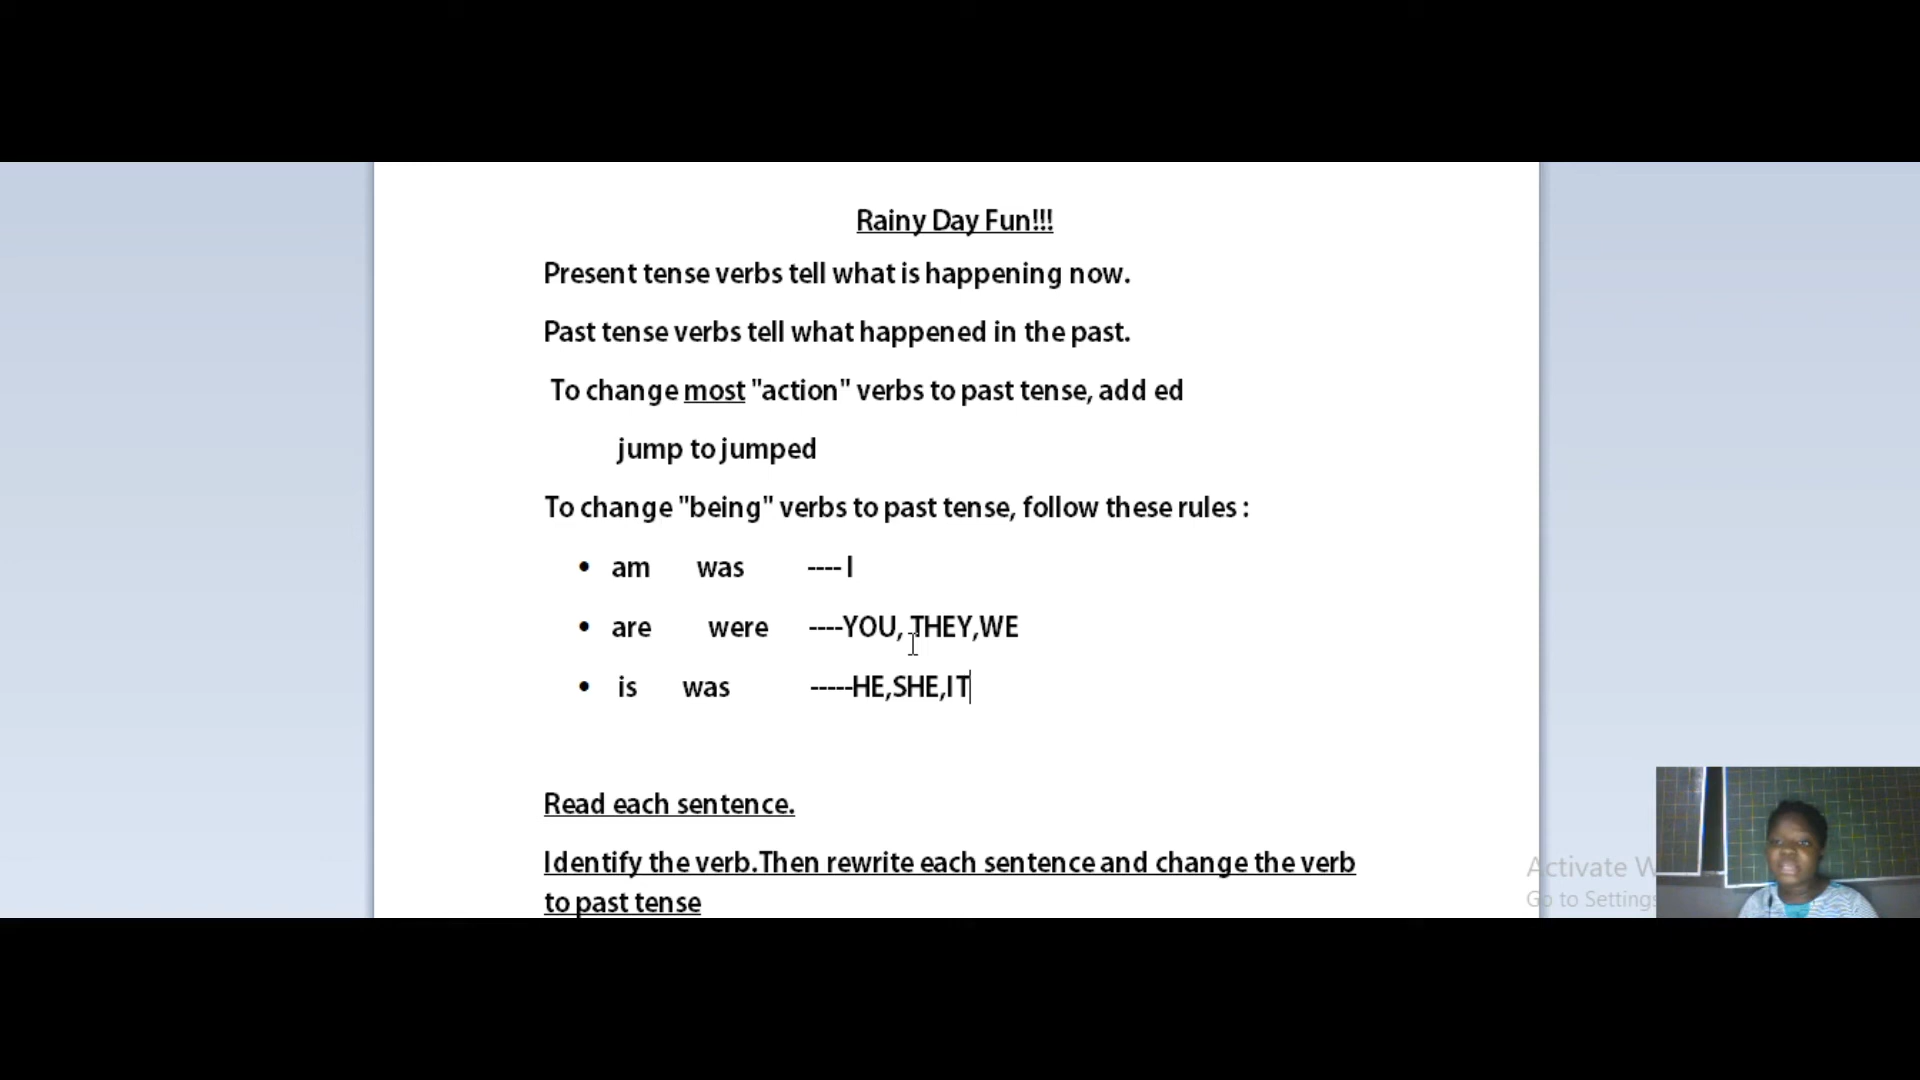 Rainy Day Fun!!!
Present tense verbs tell what is happening now.
Past tense verbs tell what happened in the past.
To change most "action" verbs to past tense, add ed
jump to jumped
To change "being" verbs to past tense, follow these rules :
• am was ---- I
• are were ----YOU, THEY,WE
• is was -----HE,SHE,IT
Read each sentence.
Identify the verb.Then rewrite each sentence and change the verb
to past tense
Activate W
Go to Settings